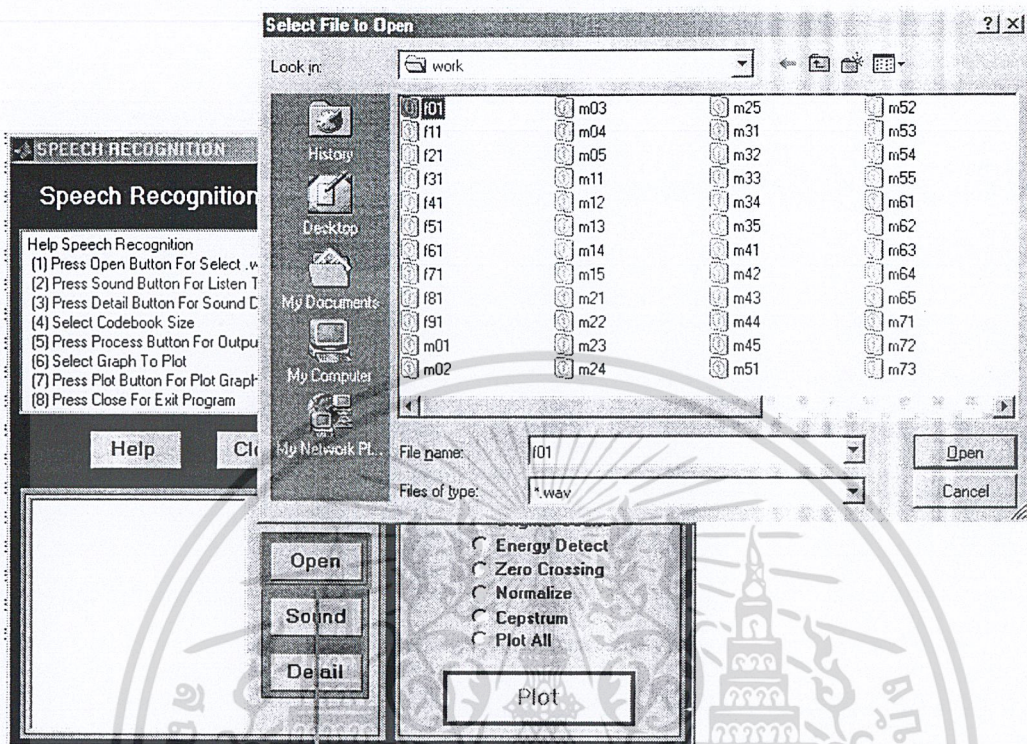 Select File to Open
Look in:
work
f01
f11
f21
f31
f41
f51
f61
f71
f81
f91
m01
m02
m03
m04
m05
m11
m12
m13
m14
m15
m21
m22
m23
m24
m25
m31
m32
m33
m34
m35
m41
m42
m43
m44
m45
m51
m52
m53
m54
m55
m61
m62
m63
m64
m65
m71
m72
m73
History
Desktop
My Documents
My Computer
My Network Pl...
File name:
f01
Open
Files of type:
*.wav
Cancel
SPEECH RECOGNITION
Speech Recognition
Help Speech Recognition
(1) Press Open Button For Select .w
(2) Press Sound Button For Listen T
(3) Press Detail Button For Sound D
(4) Select Codebook Size
(5) Press Process Button For Outpu
(6) Select Graph To Plot
(7) Press Plot Button For Plot Graph
(8) Press Close For Exit Program
Help
Clo
Open
Sound
Detail
Energy Detect
Zero Crossing
Normalize
Cepstrum
Plot All
Plot